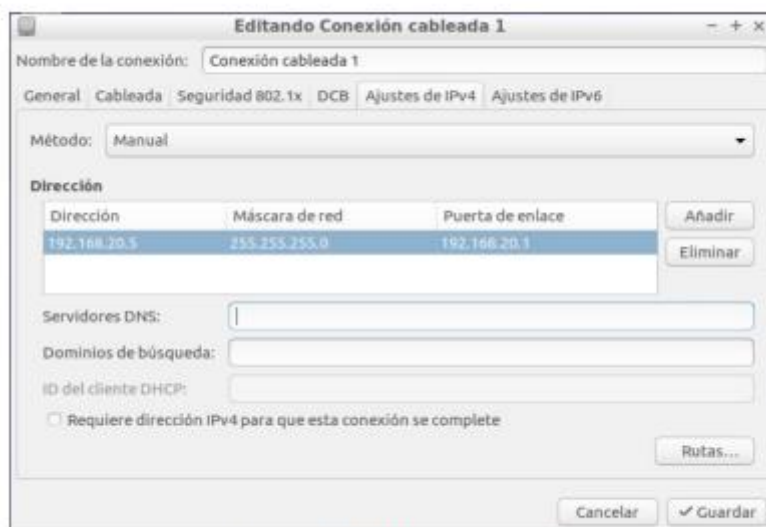 Editando Conexión cableada 1
Nombre de la conexión: Conexión cableada 1
General Cableada Seguridad 802.1x DCB Ajustes de IPv4 Ajustes de IPv6
Método: Manual
Dirección
Dirección Máscara de red Puerta de enlace Añadir
192.168.20.5 255.255.255.0 192.168.20.1
Eliminar
Servidores DNS:
Dominios de búsqueda:
ID del cliente DHCP:
Requiere dirección IPv4 para que esta conexión se complete
Rutas...
Cancelar Guardar